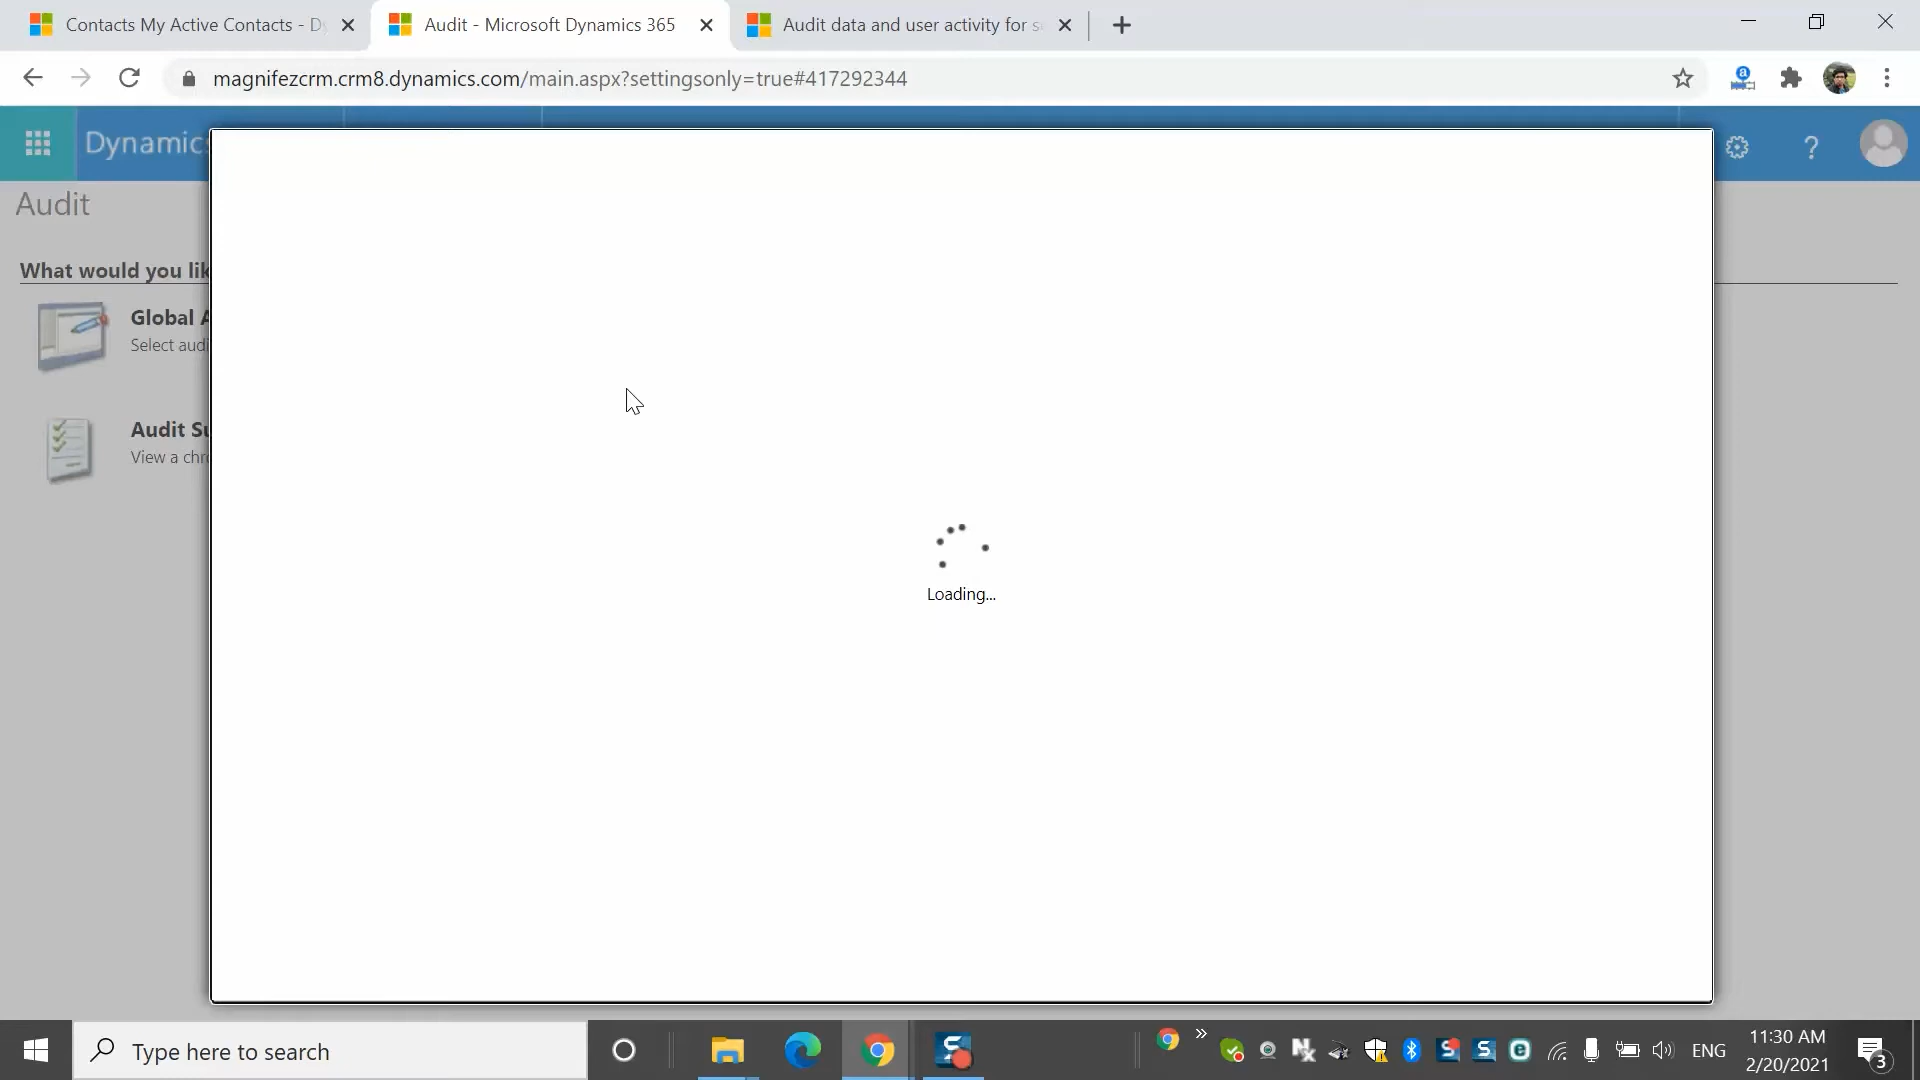 Contacts My Active Contacts - D
Audit - Microsoft Dynamics 365
Audit data and user activity for s
magnifezcrm.crm8.dynamics.com/main.aspx?settingsonly=true#417292344
Dynamics
?
Audit
What would you lik
Global A
Select audi
Audit Su
View a chr
Loading...
Type here to search
ENG
11:30 AM
2/20/2021
3